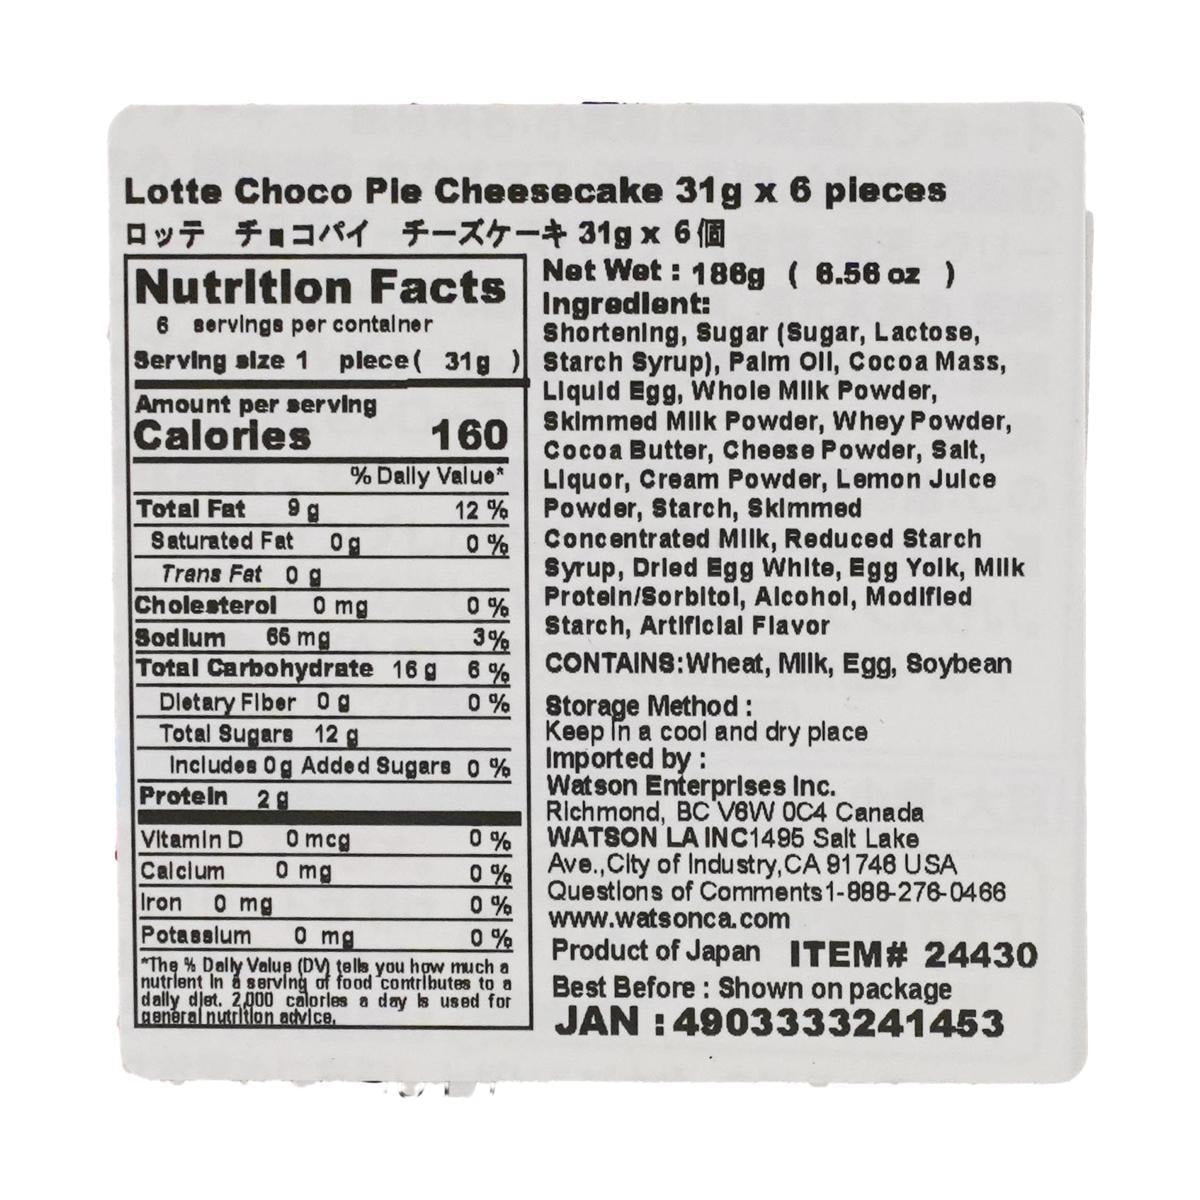 Lotte Choco Pie Cheesecake 31g x 6 pieces
ロッテ チョコパイ チーズケーキ 31g x 6個
Nutrition Facts
6 servings per container
Serving size 1 piece( 31g )
Amount per serving
Calories 160
% Daily Value*
Total Fat 9 g 12 %
Saturated Fat 0 g 0 %
Trans Fat 0 g
Cholesterol 0 mg 0 %
Sodium 65 mg 3%
Total Carbohydrate 16 g 6 %
Dietary Fiber 0 g 0 %
Total Sugars 12 g
Includes 0g Added Sugars 0 %
Protein 2 g
Vitamin D 0 mcg 0 %
Calcium 0 mg 0 %
Iron 0 mg 0 %
Potassium 0 mg 0 %
*The % Daily Value (DV) tells you how much a
nutrient in a serving of food contributes to a
daily diet. 2,000 calories a day is used for
general nutrition advice.
Net Wet : 186g ( 6.56 oz )
Ingredient:
Shortening, Sugar (Sugar, Lactose,
Starch Syrup), Palm Oil, Cocoa Mass,
Liquid Egg, Whole Milk Powder,
Skimmed Milk Powder, Whey Powder,
Cocoa Butter, Cheese Powder, Salt,
Liquor, Cream Powder, Lemon Juice
Powder, Starch, Skimmed
Concentrated Milk, Reduced Starch
Syrup, Dried Egg White, Egg Yolk, Milk
Protein/Sorbitol, Alcohol, Modified
Starch, Artificial Flavor
CONTAINS:Wheat, Milk, Egg, Soybean
Storage Method :
Keep in a cool and dry place
Imported by :
Watson Enterprises Inc.
Richmond, BC V6W 0C4 Canada
WATSON LA INC1495 Salt Lake
Ave.,City of Industry,CA 91746 USA
Questions of Comments1-888-276-0466
www.watsonca.com
Product of Japan ITEM# 24430
Best Before : Shown on package
JAN : 4903333241453